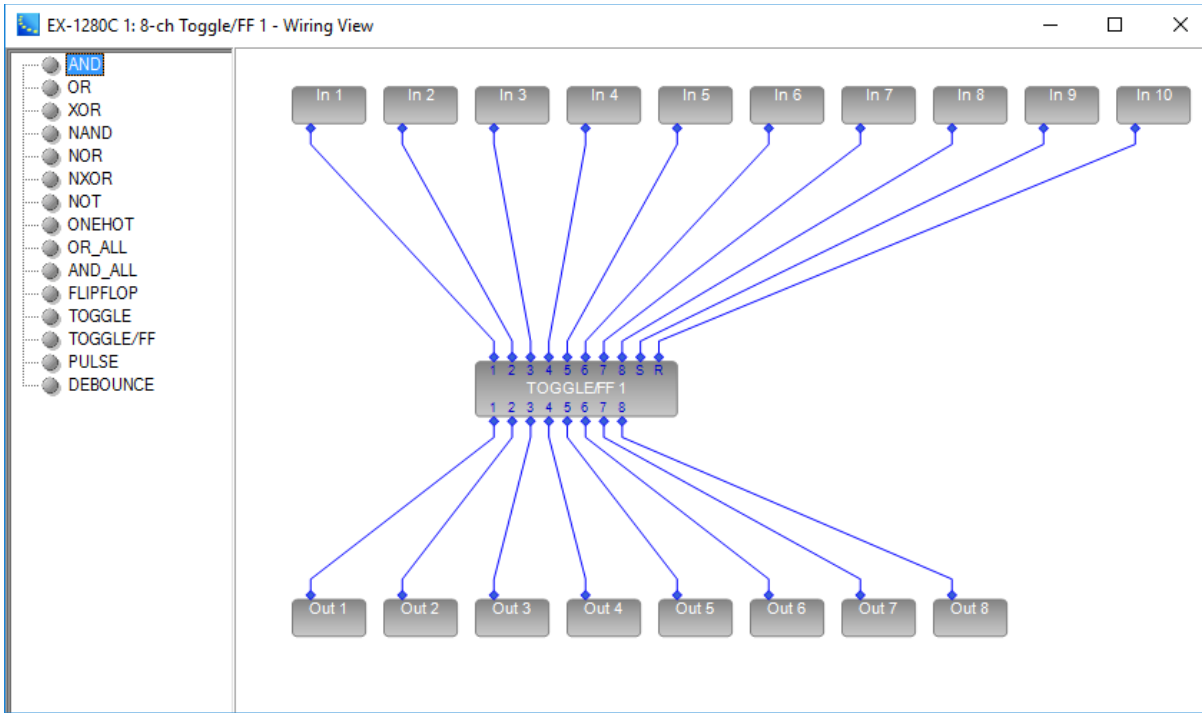 EX-1280C 1: 8-ch Toggle/FF 1 - Wiring View
AND
OR
XOR
NAND
NOR
NXOR
NOT
ONEHOT
OR_ALL
AND_ALL
FLIPFLOP
TOGGLE
TOGGLE/FF
PULSE
DEBOUNCE
In 1 In 2 In 3 In 4 In 5 In 6 In 7 In 8 In 9 In 10
1 2 3 4 5 6 7 8 S R
TOGGLE/FF 1
1 2 3 4 5 6 7 8
Out 1 Out 2 Out 3 Out 4 Out 5 Out 6 Out 7 Out 8